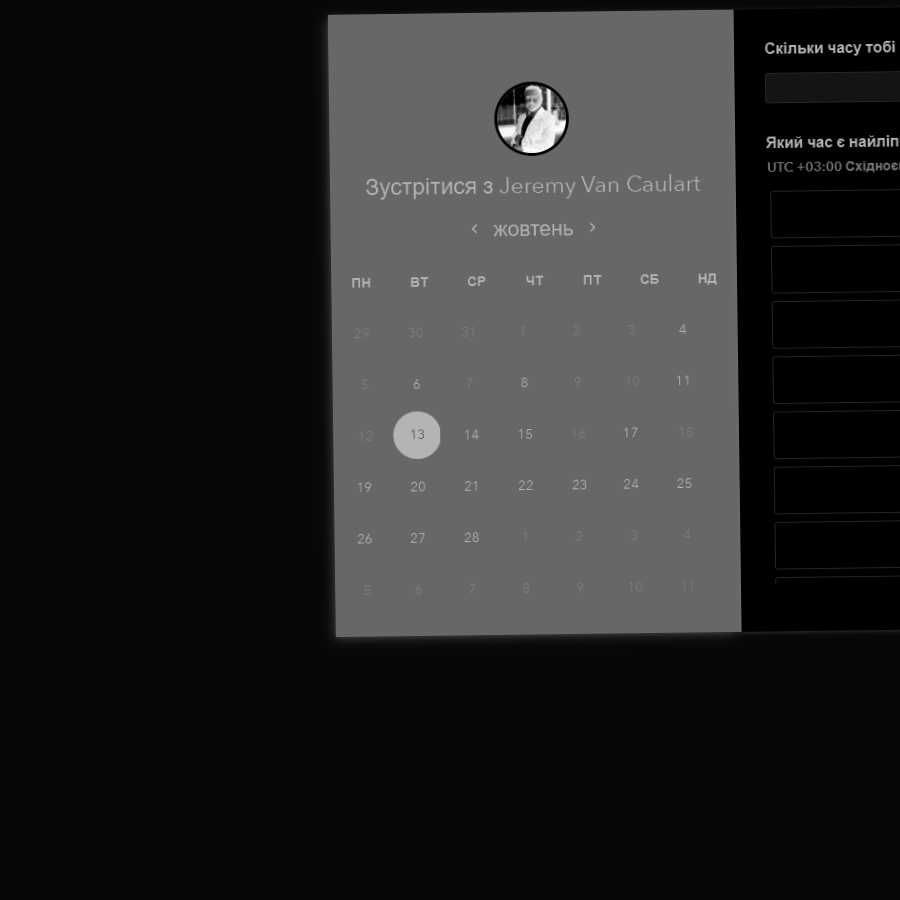 Зустрітися з Jeremy Van Caulart
жовтень
ПН ВТ СР ЧТ ПТ СБ НД
29 30 31 1 2 3 4
5 6 7 8 9 10 11
12 13 14 15 16 17 18
19 20 21 22 23 24 25
26 27 28 1 2 3 4
5 6 7 8 9 10 11
Скільки часу тобі
Який час є найліп
UTC +03:00 Східноє